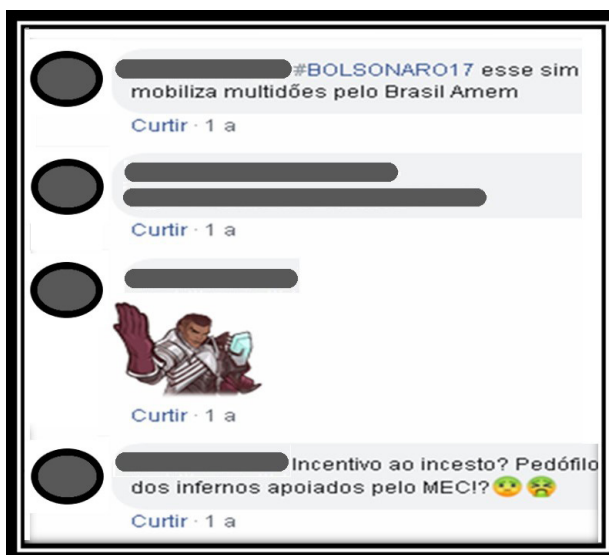 #BOLSONARO17 esse sim
mobiliza multidões pelo Brasil Amem
Curtir · 1 a
Curtir · 1 a
Curtir · 1 a
Incentivo ao incesto? Pedófilo
dos infernos apoiados pelo MEC!?🤢😫
Curtir · 1 a